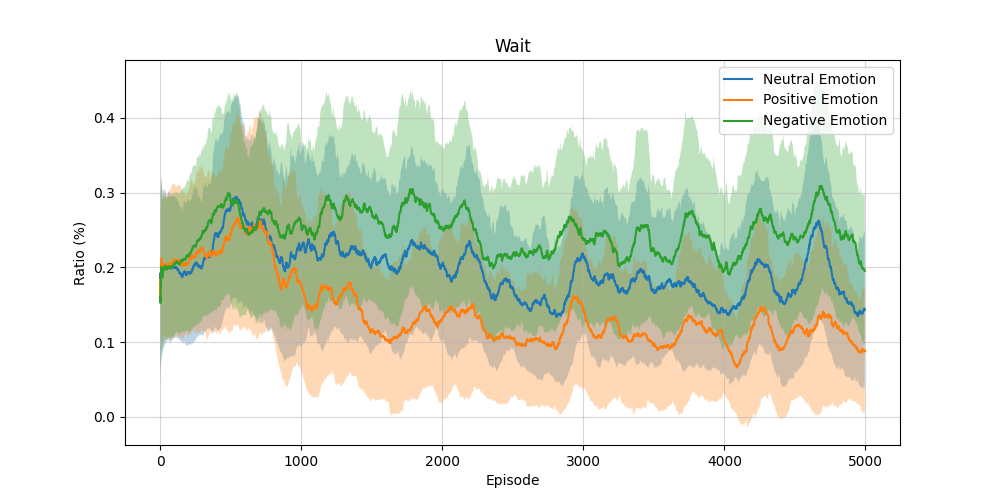 Wait
Neutral Emotion
Positive Emotion
Negative Emotion
Ratio (%)
0.4
0.3
0.2
0.1
0.0
0 1000 2000 3000 4000 5000
Episode